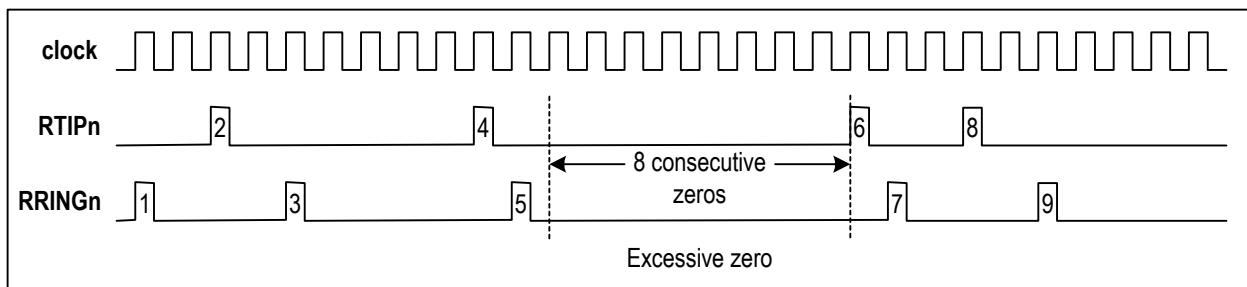 clock
RTIPn
2
4
6
8
8 consecutive
zeros
RRINGn
1
3
5
7
9
Excessive zero